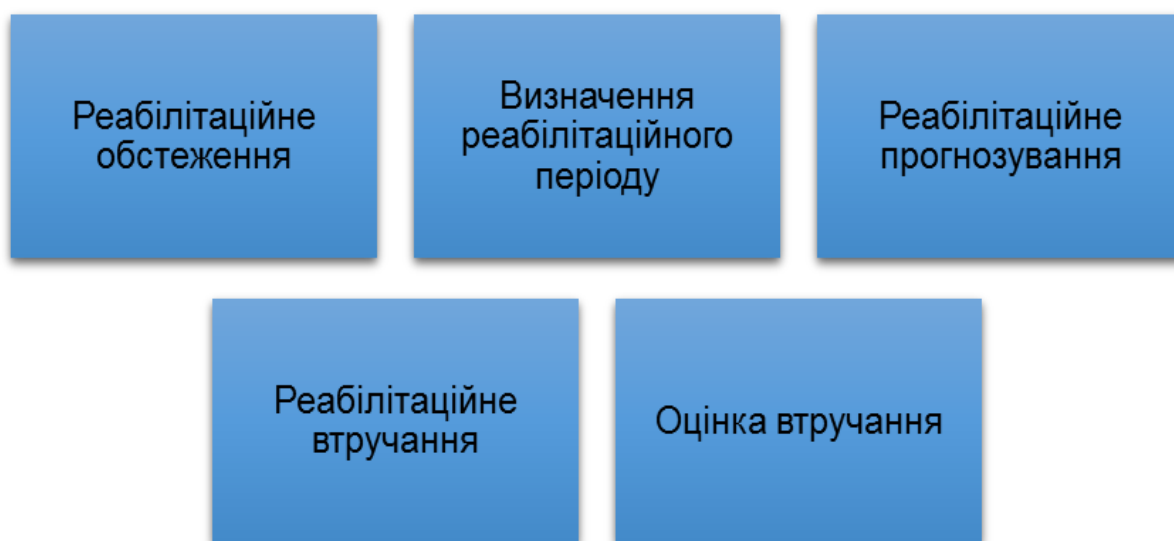 Реабілітаційне
обстеження
Визначення
реабілітаційного
періоду
Реабілітаційне
прогнозування
Реабілітаційне
втручання
Оцінка втручання